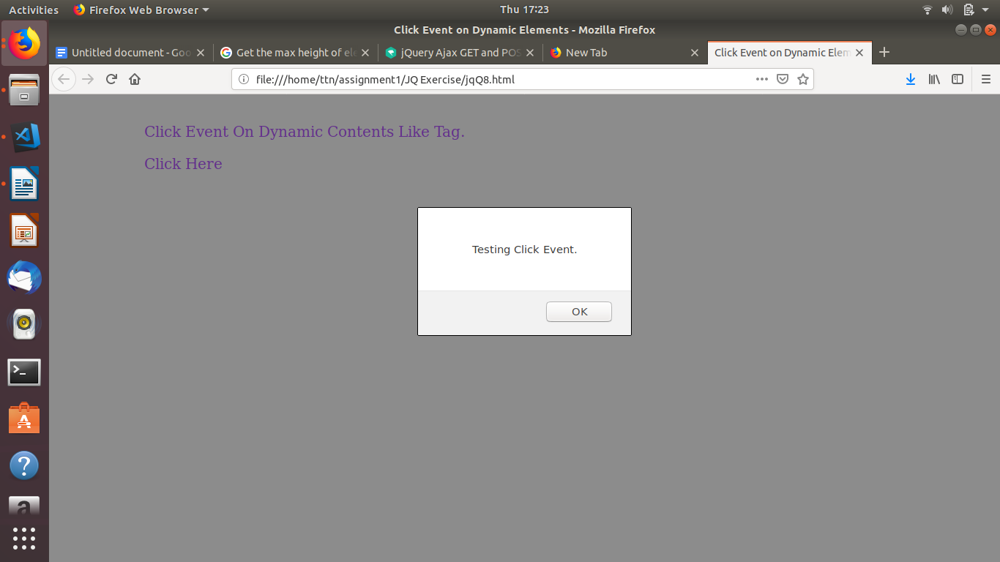 Activities
Firefox Web Browser
Thu 17:23
Click Event on Dynamic Elements - Mozilla Firefox
Untitled document - Goo
Get the max height of ele
jQuery Ajax GET and POS
New Tab
Click Event on Dynamic Elem
file:///home/ttn/assignment1/JQ Exercise/jqQ8.html
Click Event On Dynamic Contents Like Tag.
Click Here
Testing Click Event.
OK